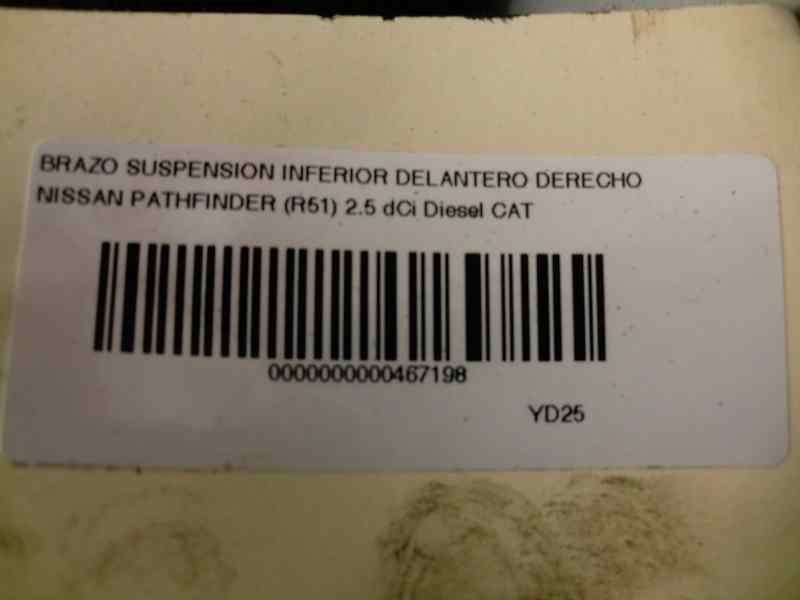 BRAZO SUSPENSION INFERIOR DELANTERO DERECHO
NISSAN PATHFINDER (R51) 2.5 dCi Diesel CAT
0000000000467198
YD25